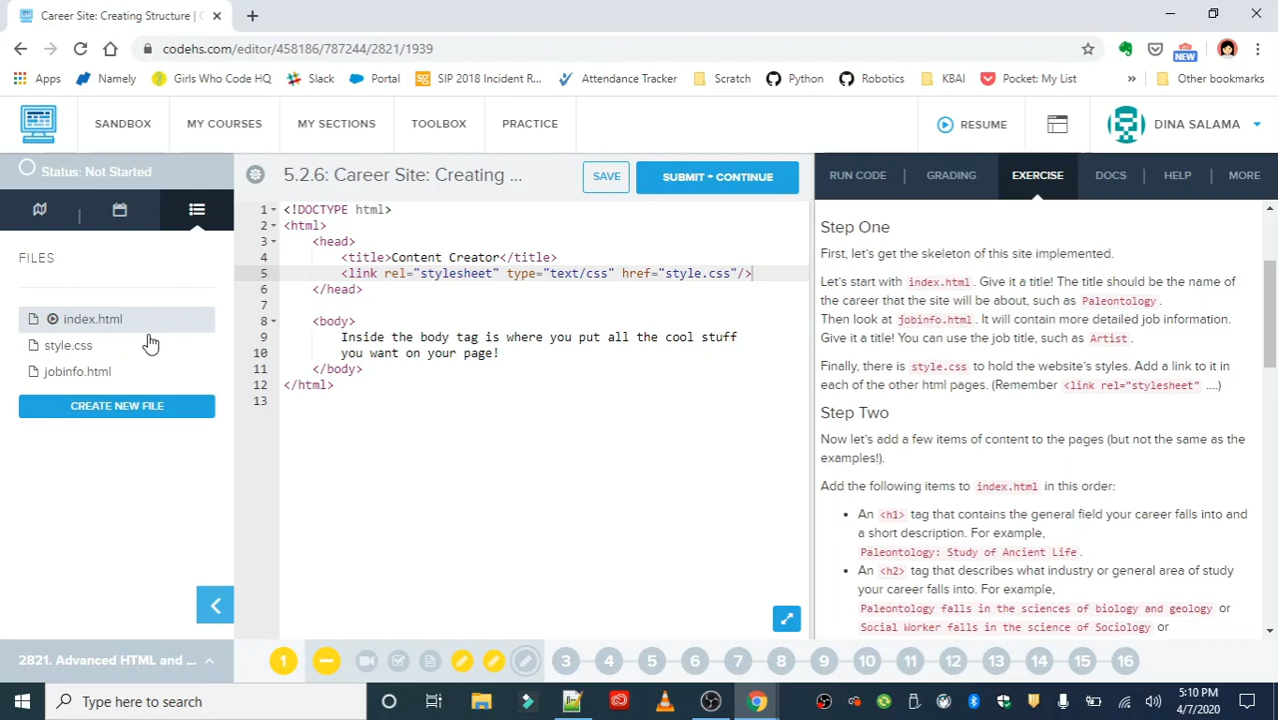 Career Site: Creating Structure | C
codehs.com/editor/458186/787244/2821/1939
NEW
Apps
Namely
Girls Who Code HQ
Slack
Portal
SIP 2018 Incident R...
Attendance Tracker
Scratch
Python
Robotics
KBAI
Pocket: My List
»
Other bookmarks
SANDBOX
MY COURSES
MY SECTIONS
TOOLBOX
PRACTICE
RESUME
DINA SALAMA
Status: Not Started
5.2.6: Career Site: Creating ...
SAVE
SUBMIT + CONTINUE
RUN CODE
GRADING
EXERCISE
DOCS
HELP
MORE
FILES
index.html
style.css
jobinfo.html
CREATE NEW FILE
1 <!DOCTYPE html>
2 <html>
3 <head>
4 <title>Content Creator</title>
5 <link rel="stylesheet" type="text/css" href="style.css"/>
6 </head>
7
8 <body>
9 Inside the body tag is where you put all the cool stuff
10 you want on your page!
11 </body>
12 </html>
13
Step One
First, let's get the skeleton of this site implemented.
Let's start with index.html. Give it a title! The title should be the name
of the career that the site will be about, such as Paleontology.
Then look at jobinfo.html. It will contain more detailed job information.
Give it a title! You can use the job title, such as Artist.
Finally, there is style.css to hold the website's styles. Add a link to it in
each of the other html pages. (Remember <link rel="stylesheet" ....)
Step Two
Now let's add a few items of content to the pages (but not the same as the
examples!).
Add the following items to index.html in this order:
• An <h1> tag that contains the general field your career falls into and
a short description. For example,
Paleontology: Study of Ancient Life.
• An <h2> tag that describes what industry or general area of study
your career falls into. For example,
Paleontology falls in the sciences of biology and geology or
Social Worker falls in the science of Sociology or
2821. Advanced HTML and ...
1
3
4
5
6
7
8
9
10
11
12
13
14
15
16
Type here to search
5:10 PM
4/7/2020